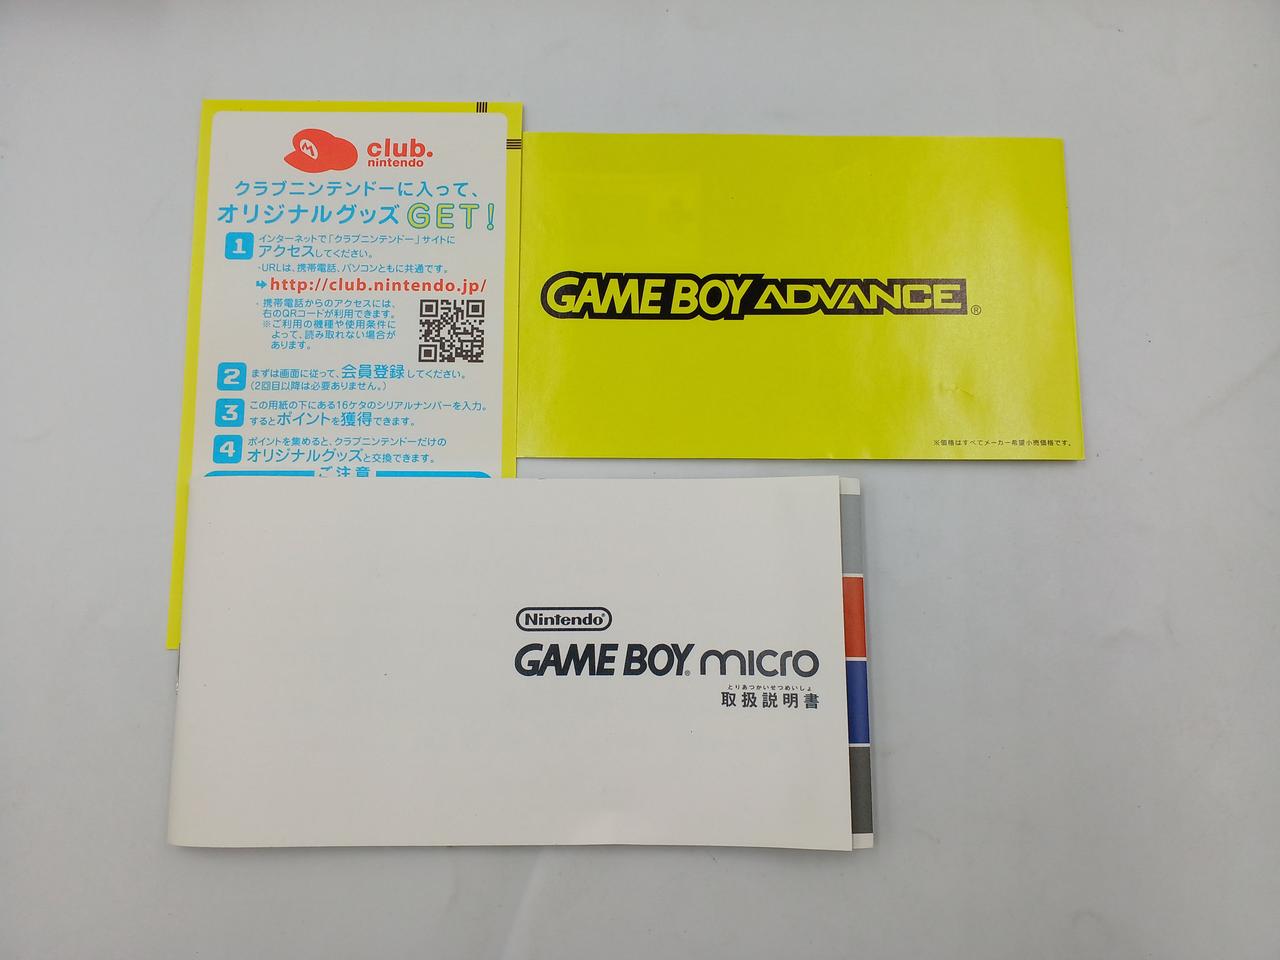 M
club.
nintendo
クラブニンテンドーに入って、
オリジナルグッズGET!
1
インターネットで「クラブニンテンドー」サイトに
アクセスしてください。
・URLは、携帯電話、パソコンともに共通です。
http://club.nintendo.jp/
・携帯電話からのアクセスには、
右のQRコードが利用できます。
※ご利用の機種や使用条件に
よって、読み取れない場合が
あります。
2
まずは画面に従って、会員登録してください。
(2回目以降は必要ありません。)
3
この用紙の下にある16ケタのシリアルナンバーを入力。
するとポイントを獲得できます。
4
ポイントを集めると、クラブニンテンドーだけの
オリジナルグッズと交換できます。
ご注意
GAME BOY ADVANCE®
※価格はすべてメーカー希望小売価格です。
Nintendo®
GAME BOY® micro
とりあつかいせつめいしょ
取扱説明書